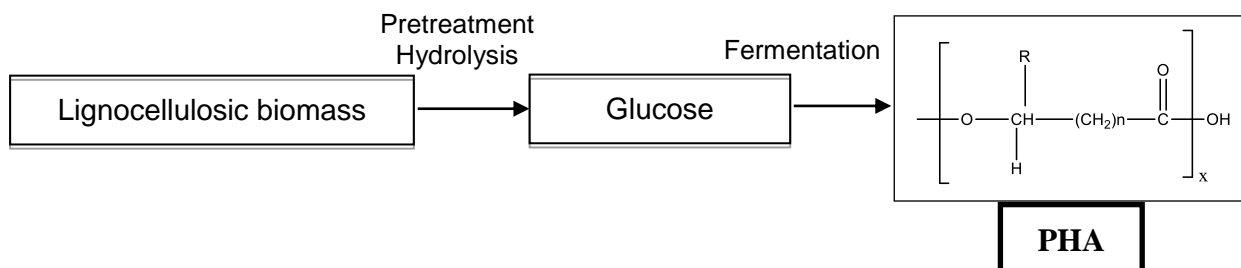 Pretreatment
Hydrolysis
Fermentation
Lignocellulosic biomass
Glucose
R
O
O
CH
(CH2)n
C
OH
H
x
PHA